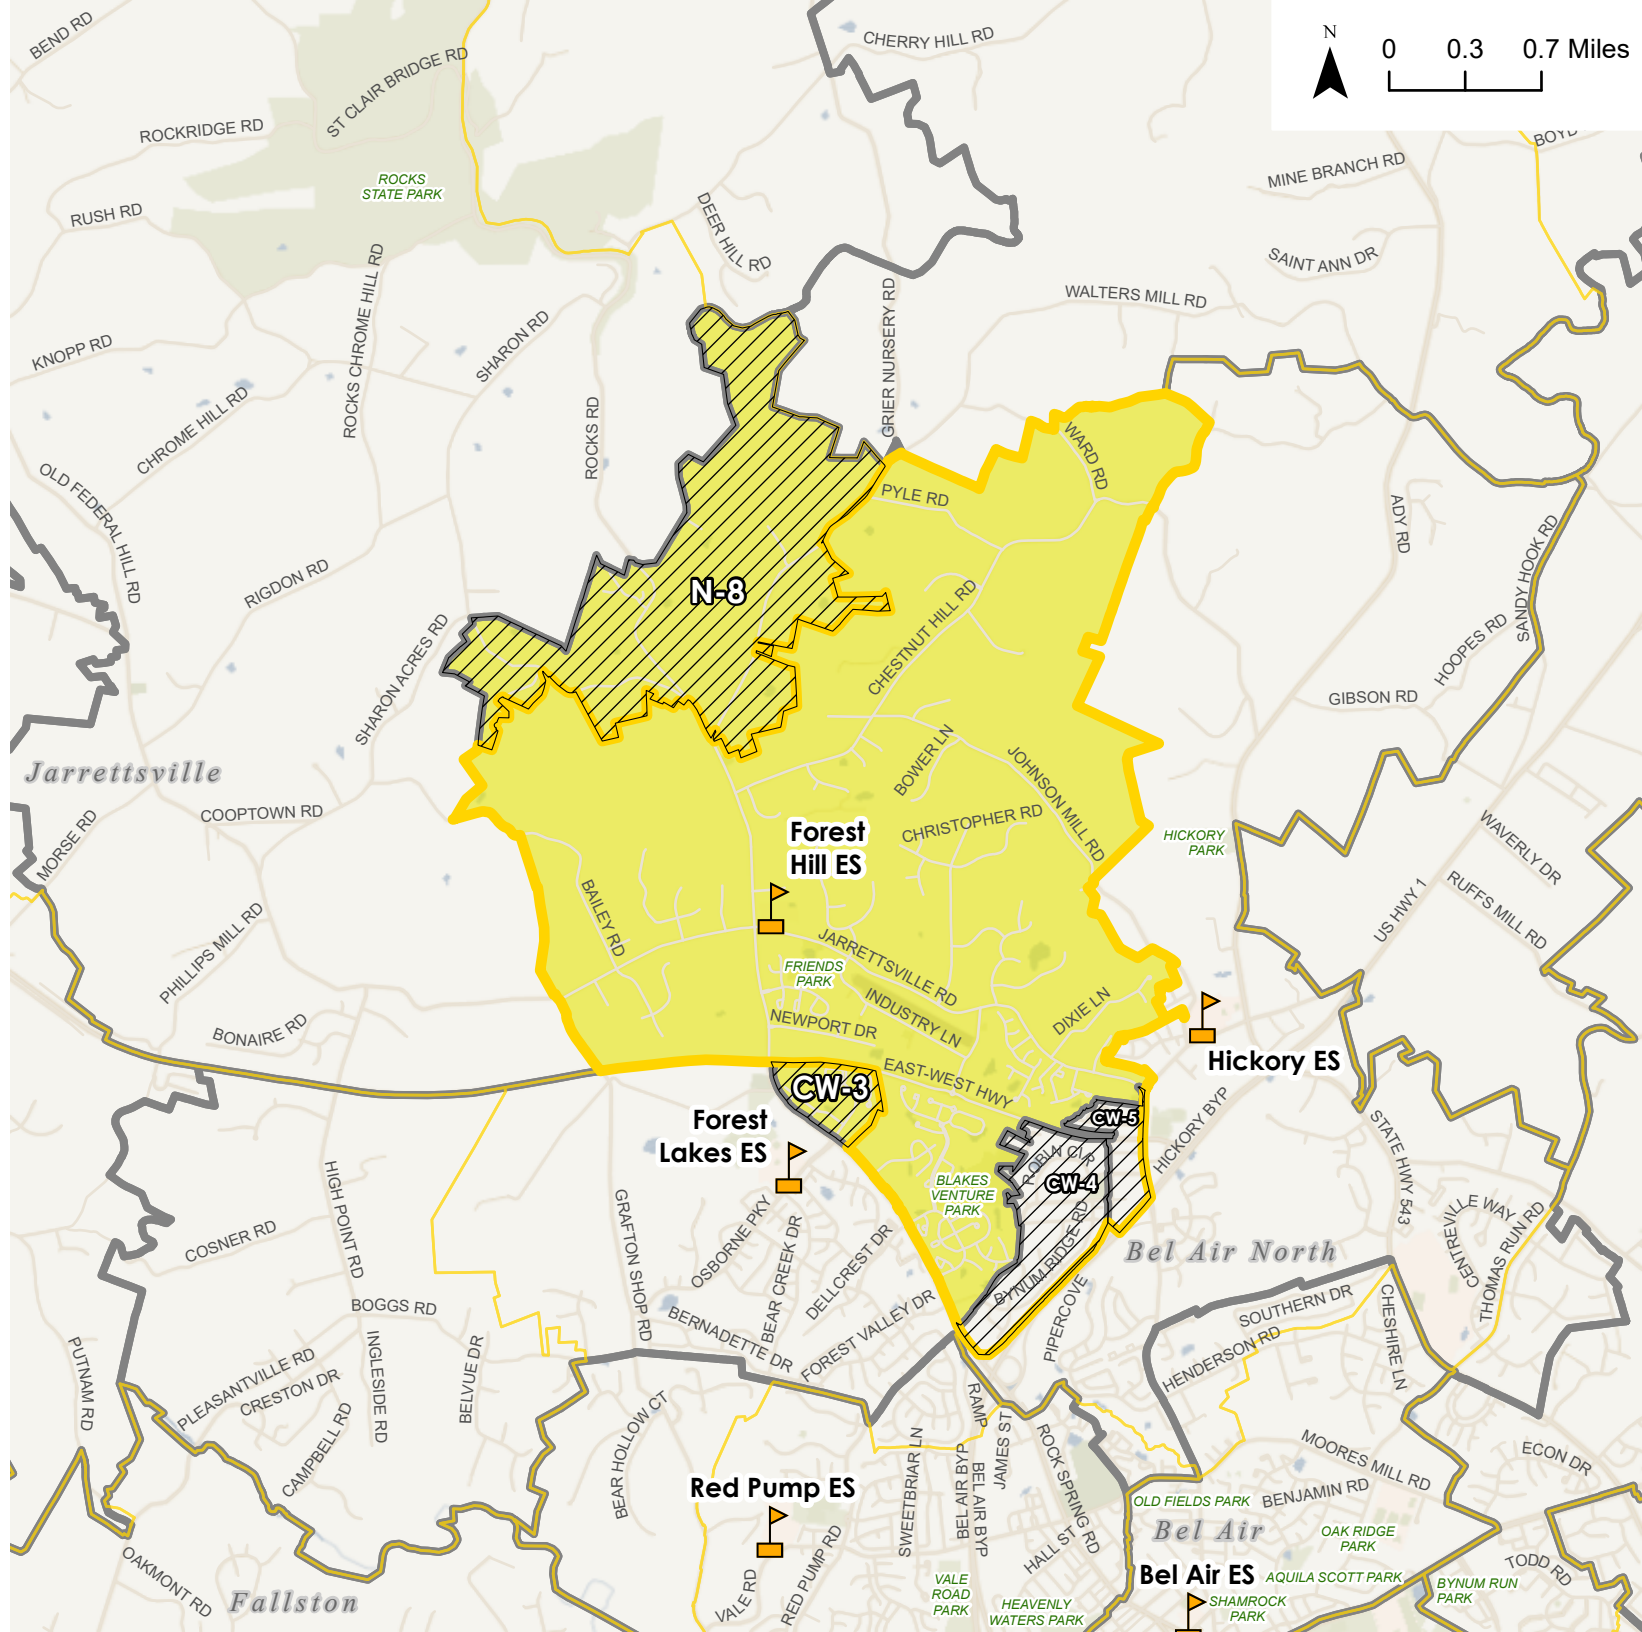 N
0 0.3 0.7 Miles
BEND RD
ST CLAIR BRIDGE RD
CHERRY HILL RD
ROCKRIDGE RD
MINE BRANCH RD
ROCKS
STATE PARK
RUSH RD
DEER HILL RD
SAINT ANN DR
ROCKS CHROME HILL RD
SHARON RD
GRIER NURSERY RD
WALTERS MILL RD
KNOPP RD
CHROME HILL RD
ROCKS RD
WARD RD
OLD FEDERAL HILL RD
PYLE RD
ADY RD
SANDY HOOK RD
RIGDON RD
N-8
CHESTNUT HILL RD
HOOPES RD
SHARON ACRES RD
GIBSON RD
Jarrettsville
BOWER LN
JOHNSON MILL RD
COOPTOWN RD
MORSE RD
Forest
Hill ES
CHRISTOPHER RD
HICKORY
PARK
WAVERLY DR
US HWY 1
RUFFS MILL RD
BAILEY RD
PHILLIPS MILL RD
JARRETTSVILLE RD
FRIENDS
PARK
INDUSTRY LN
DIXIE LN
NEWPORT DR
BONAIRE RD
Hickory ES
EAST-WEST HWY
CW-3
CW-5
HICKORY BYP
STATE HWY 543
Forest
Lakes ES
ROBIN CIR
CW-4
BLAKES
VENTURE
PARK
HIGH POINT RD
GRAFTON SHOP RD
OSBORNE PKY
BEAR CREEK DR
DELLCREST DR
BYNUM RIDGE RD
CENTREVILLE WAY
THOMAS RUN RD
COSNER RD
Bel Air North
PIPERCOVE
SOUTHERN DR
CHESHIRE LN
BOGGS RD
BERNADETTE DR
FOREST VALLEY DR
HENDERSON RD
PUTNAM RD
INGLESIDE RD
BELVUE DR
PLEASANTVILLE RD
CRESTON DR
RAMP
JAMES ST
CAMPBELL RD
BEAR HOLLOW CT
SWEETBRIAR LN
BEL AIR BYP
BEL AIR BYP
ROCK SPRING RD
MOORES MILL RD
ECON DR
Red Pump ES
OLD FIELDS PARK
BENJAMIN RD
Bel Air
OAK RIDGE
PARK
OAKMONT RD
Fallston
VALE RD
RED PUMP RD
HALL ST
TODD RD
Bel Air ES
AQUILA SCOTT PARK
VALE
ROAD
PARK
HEAVENLY
WATERS PARK
SHAMROCK
PARK
BYNUM RUN
PARK